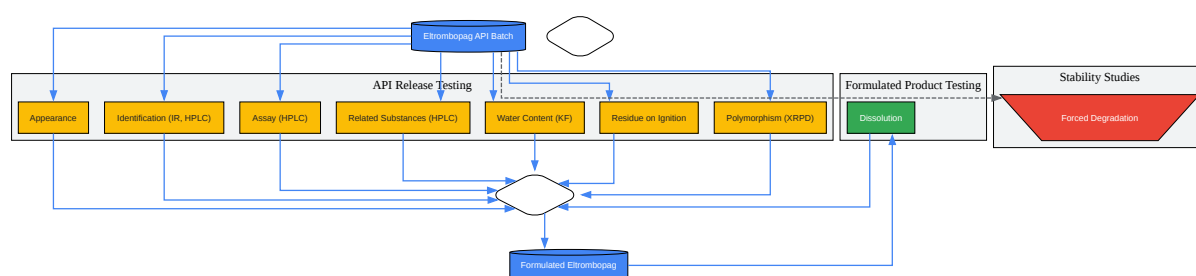 Eltrombopag API Batch
API Release Testing
Formulated Product Testing
Stability Studies
Appearance
Identification (IR, HPLC)
Assay (HPLC)
Related Substances (HPLC)
Water Content (KF)
Residue on Ignition
Polymorphism (XRPD)
Dissolution
Forced Degradation
Formulated Eltrombopag